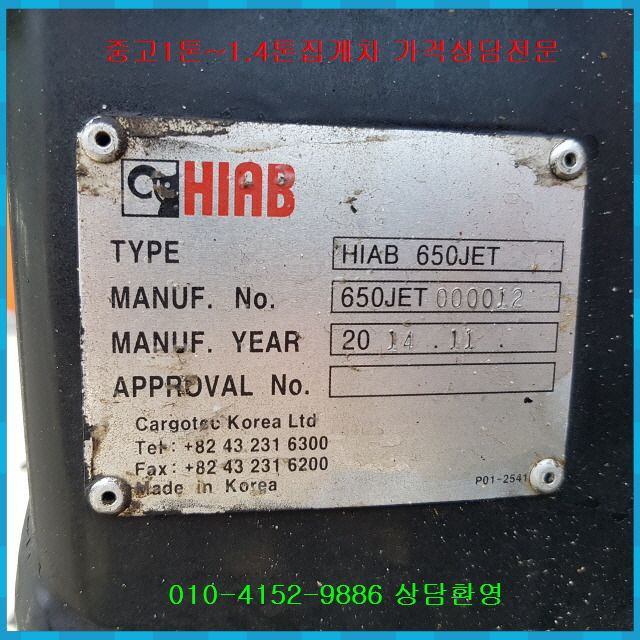 중고1톤~1.4톤집게차 가격상담전문
HIAB
TYPE HIAB 650JET
MANUF. No. 650JET 000012
MANUF. YEAR 20 14 . 11 .
APPROVAL No.
Cargotec Korea Ltd
Tel: +82 43 231 6300
Fax: +82 43 231 6200
Made in Korea
P01-2541
010-4152-9886 상담환영